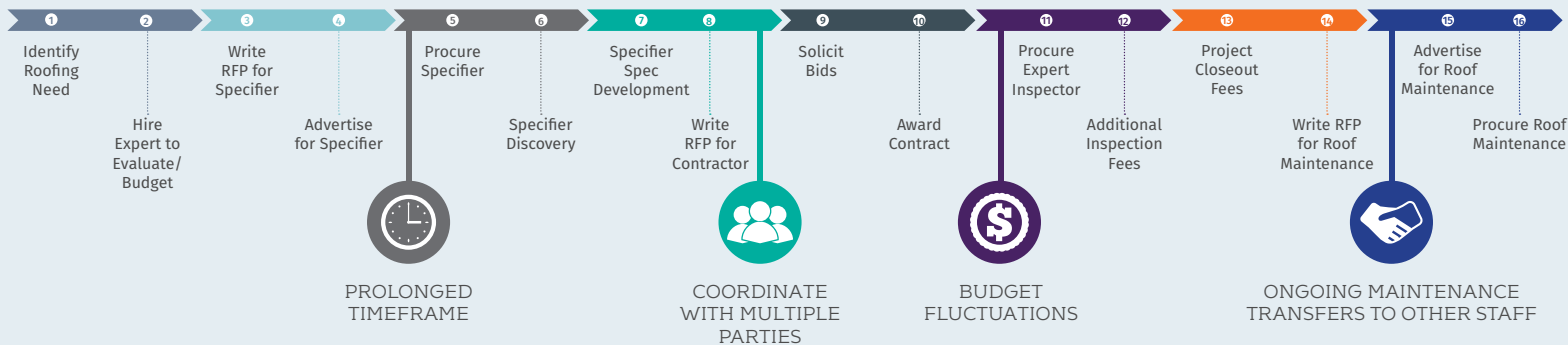 1
Identify
Roofing
Need
2
Hire
Expert to
Evaluate/
Budget
3
Write
RFP for
Specifier
4
Advertise
for Specifier
5
Procure
Specifier
6
Specifier
Discovery
7
Specifier
Spec
Development
8
Write
RFP for
Contractor
9
Solicit
Bids
10
Award
Contract
11
Procure
Expert
Inspector
12
Additional
Inspection
Fees
13
Project
Closeout
Fees
14
Write RFP
for Roof
Maintenance
15
Advertise
for Roof
Maintenance
16
Procure Roof
Maintenance
PROLONGED
TIMEFRAME
COORDINATE
WITH MULTIPLE
PARTIES
$
BUDGET
FLUCTUATIONS
ONGOING MAINTENANCE
TRANSFERS TO OTHER STAFF